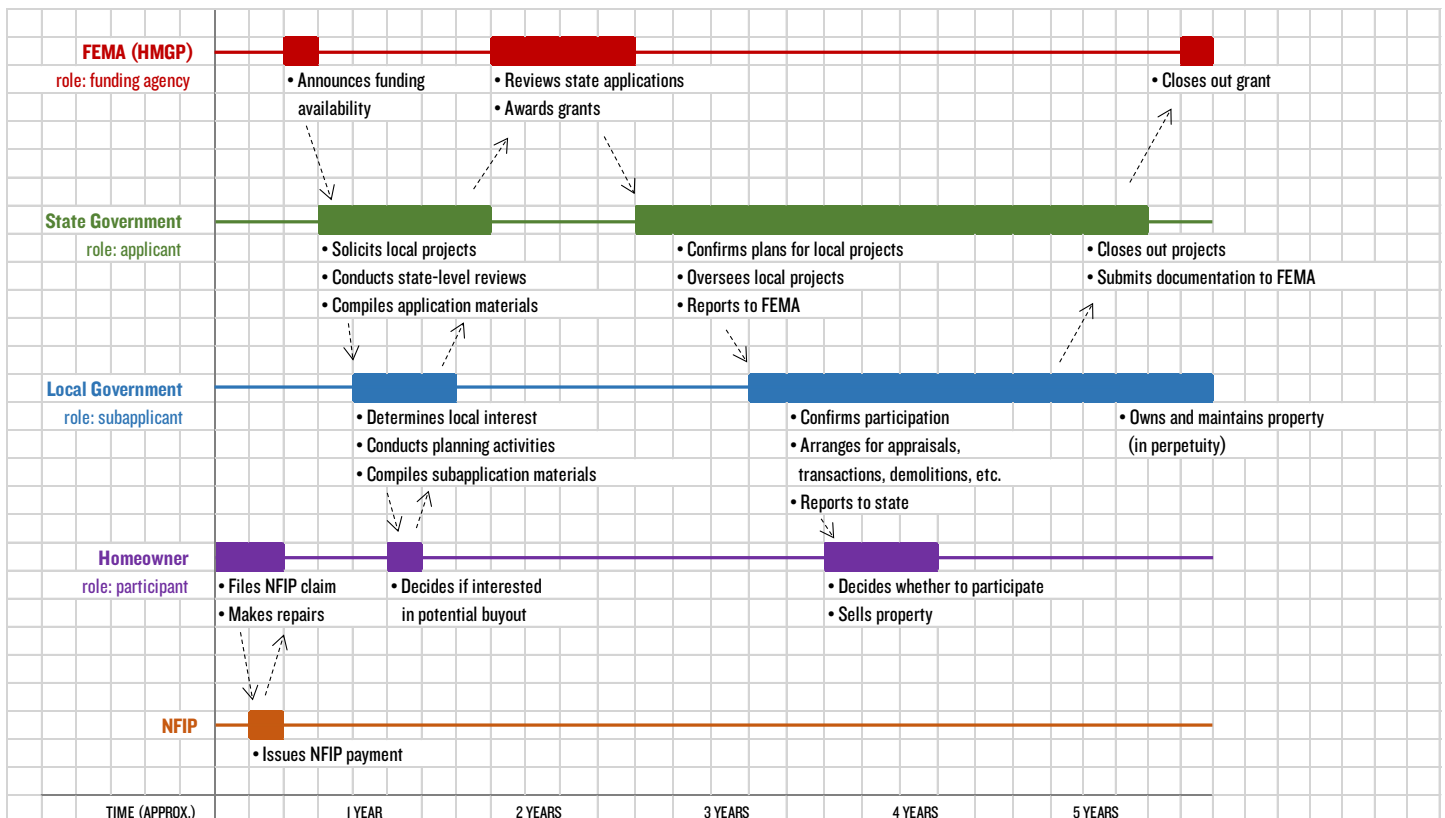 FEMA (HMGP)
role: funding agency
• Announces funding
availability
• Reviews state applications
• Awards grants
• Closes out grant
State Government
role: applicant
• Solicits local projects
• Conducts state-level reviews
• Compiles application materials
• Confirms plans for local projects
• Oversees local projects
• Reports to FEMA
• Closes out projects
• Submits documentation to FEMA
Local Government
role: subapplicant
• Determines local interest
• Conducts planning activities
• Compiles subapplication materials
• Confirms participation
• Arranges for appraisals,
transactions, demolitions, etc.
• Reports to state
• Owns and maintains property
(in perpetuity)
Homeowner
role: participant
• Files NFIP claim
• Makes repairs
• Decides if interested
in potential buyout
• Decides whether to participate
• Sells property
NFIP
• Issues NFIP payment
TIME (APPROX.)
1 YEAR
2 YEARS
3 YEARS
4 YEARS
5 YEARS